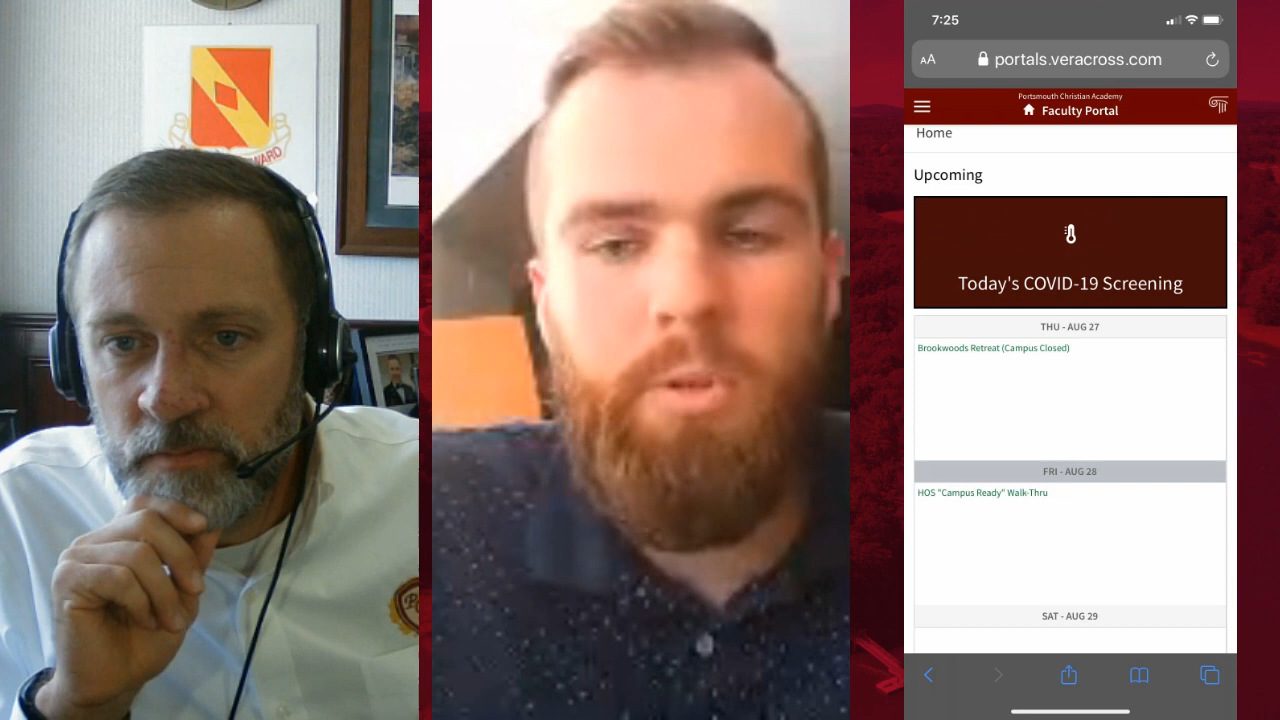 WARD
7:25
AA
portals.veracross.com
Portsmouth Christian Academy
Faculty Portal
Home
Upcoming
Today's COVID-19 Screening
THU - AUG 27
Brookwoods Retreat (Campus Closed)
FRI - AUG 28
HOS "Campus Ready" Walk-Thru
SAT - AUG 29